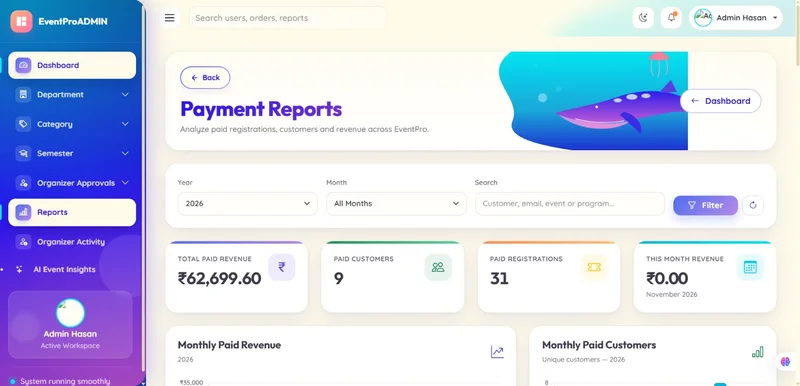 EventProADMIN
Search users, orders, reports
Admin Hasan
Dashboard
Department
Category
Semester
Organizer Approvals
Reports
Organizer Activity
AI Event Insights
Admin Hasan
Active Workspace
System running smoothly
Back
Payment Reports
Analyze paid registrations, customers and revenue across EventPro.
Dashboard
Year
Month
Search
2026
All Months
Customer, email, event or program...
Filter
TOTAL PAID REVENUE
₹62,699.60
₹
PAID CUSTOMERS
9
PAID REGISTRATIONS
31
THIS MONTH REVENUE
₹0.00
November 2026
Monthly Paid Revenue
2026
₹35,000
Monthly Paid Customers
Unique customers — 2026
8